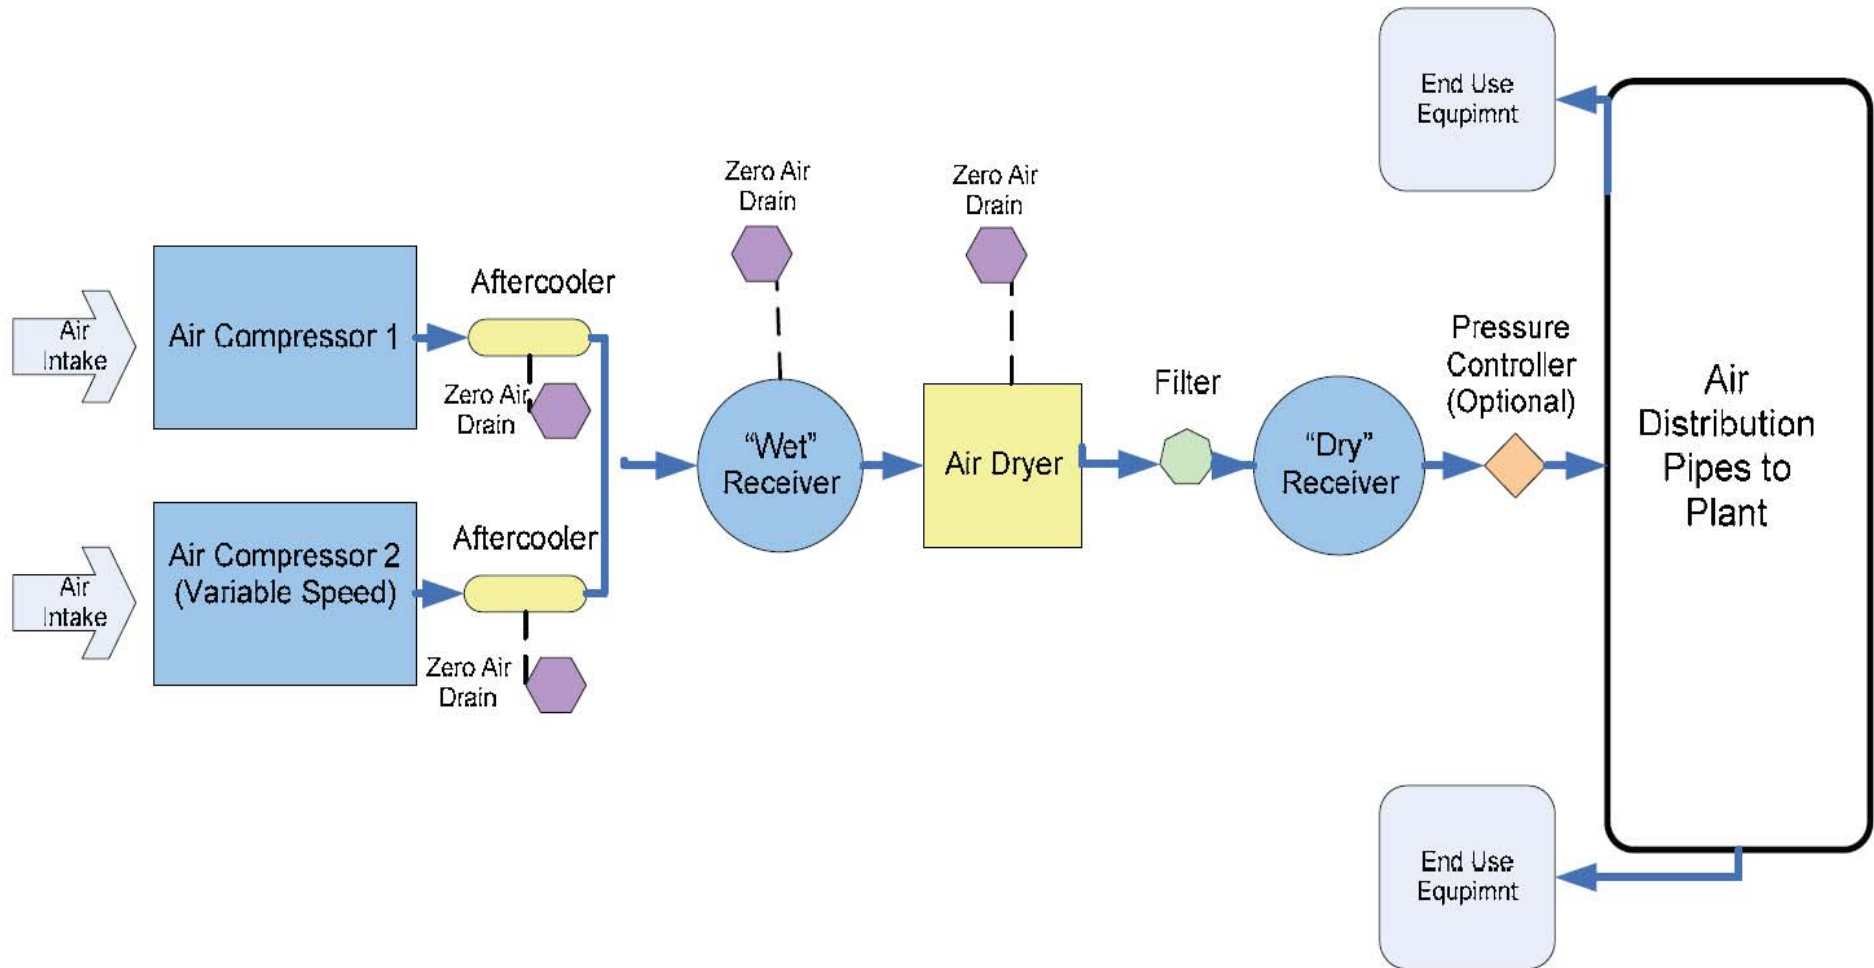 End Use
Equpimnt
Zero Air
Drain
Zero Air
Drain
Aftercooler
Air
Intake
Air Compressor 1
Zero Air
Drain
Pressure
Controller
(Optional)
Filter
Air
Distribution
Pipes to
Plant
“Wet”
Receiver
Air Dryer
“Dry”
Receiver
Aftercooler
Air
Intake
Air Compressor 2
(Variable Speed)
Zero Air
Drain
End Use
Equpimnt